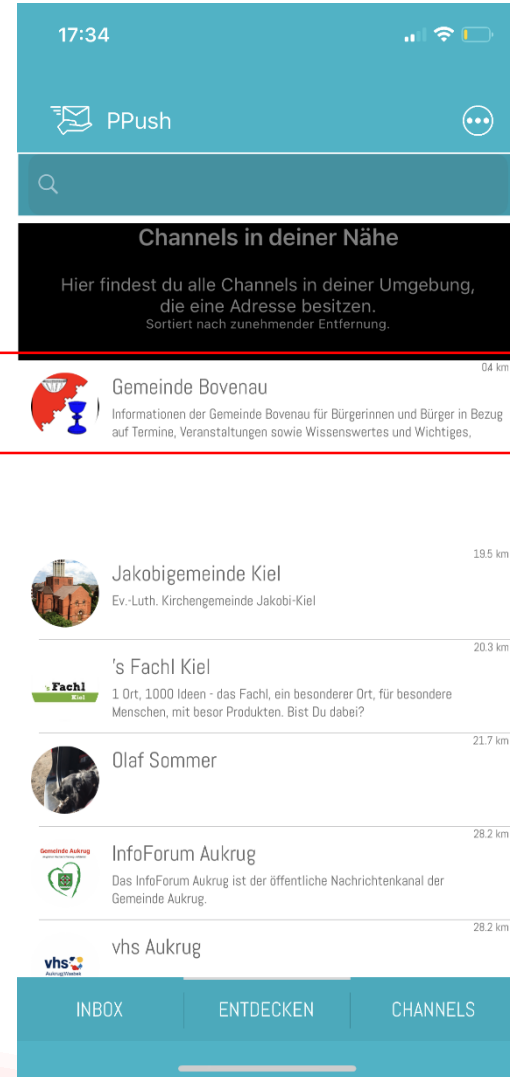 17:34
PPush
Channels in deiner Nähe
Hier findest du alle Channels in deiner Umgebung,
die eine Adresse besitzen.
Sortiert nach zunehmender Entfernung.
0.4 km
Gemeinde Bovenau
Informationen der Gemeinde Bovenau für Bürgerinnen und Bürger in Bezug
auf Termine, Veranstaltungen sowie Wissenswertes und Wichtiges,
19.5 km
Jakobigemeinde Kiel
Ev.-Luth. Kirchengemeinde Jakobi-Kiel
20.3 km
's Fachl Kiel
's Fachl
Kiel
1 Ort, 1000 Ideen - das Fachl, ein besonderer Ort, für besondere
Menschen, mit besor Produkten. Bist Du dabei?
21.7 km
Olaf Sommer
28.2 km
Gemeinde Aukrug
InfoForum Aukrug
Das InfoForum Aukrug ist der öffentliche Nachrichtenkanal der
Gemeinde Aukrug.
28.2 km
vhs Aukrug
vhs
INBOX
ENTDECKEN
CHANNELS